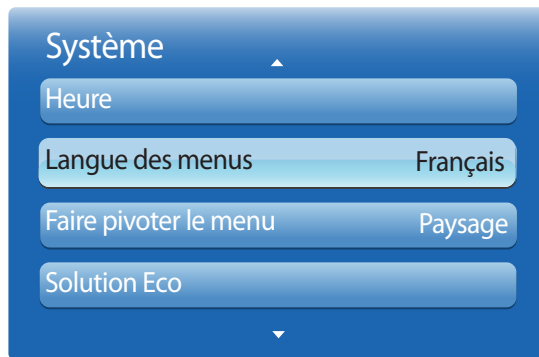 Système
Heure
Langue des menus Français
Faire pivoter le menu Paysage
Solution Eco